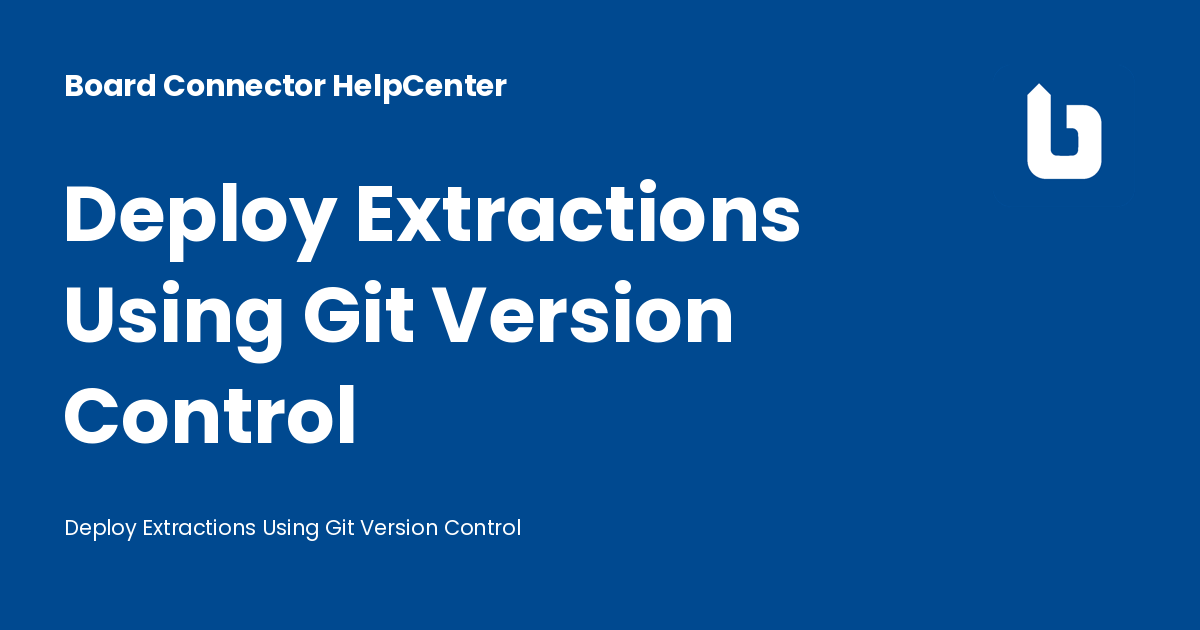 Board Connector HelpCenter
Deploy Extractions
Using Git Version
Control
Deploy Extractions Using Git Version Control